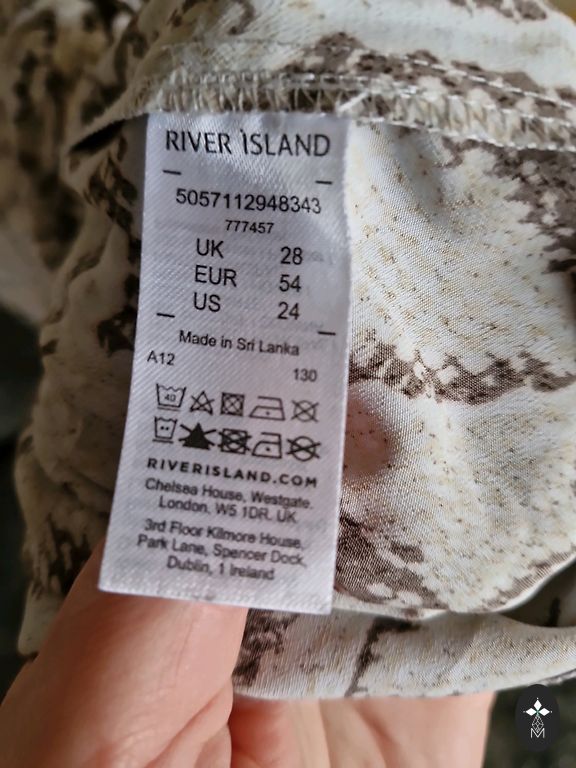 RIVER ISLAND
5057112948343
777457
UK 28
EUR 54
US 24
Made in Sri Lanka
A12 130
40
RIVERISLAND.COM
Chelsea House, Westgate.
London, W5 1DR. UK
3rd Floor Kilmore House,
Park Lane, Spencer Dock,
Dublin, 1 Ireland
M